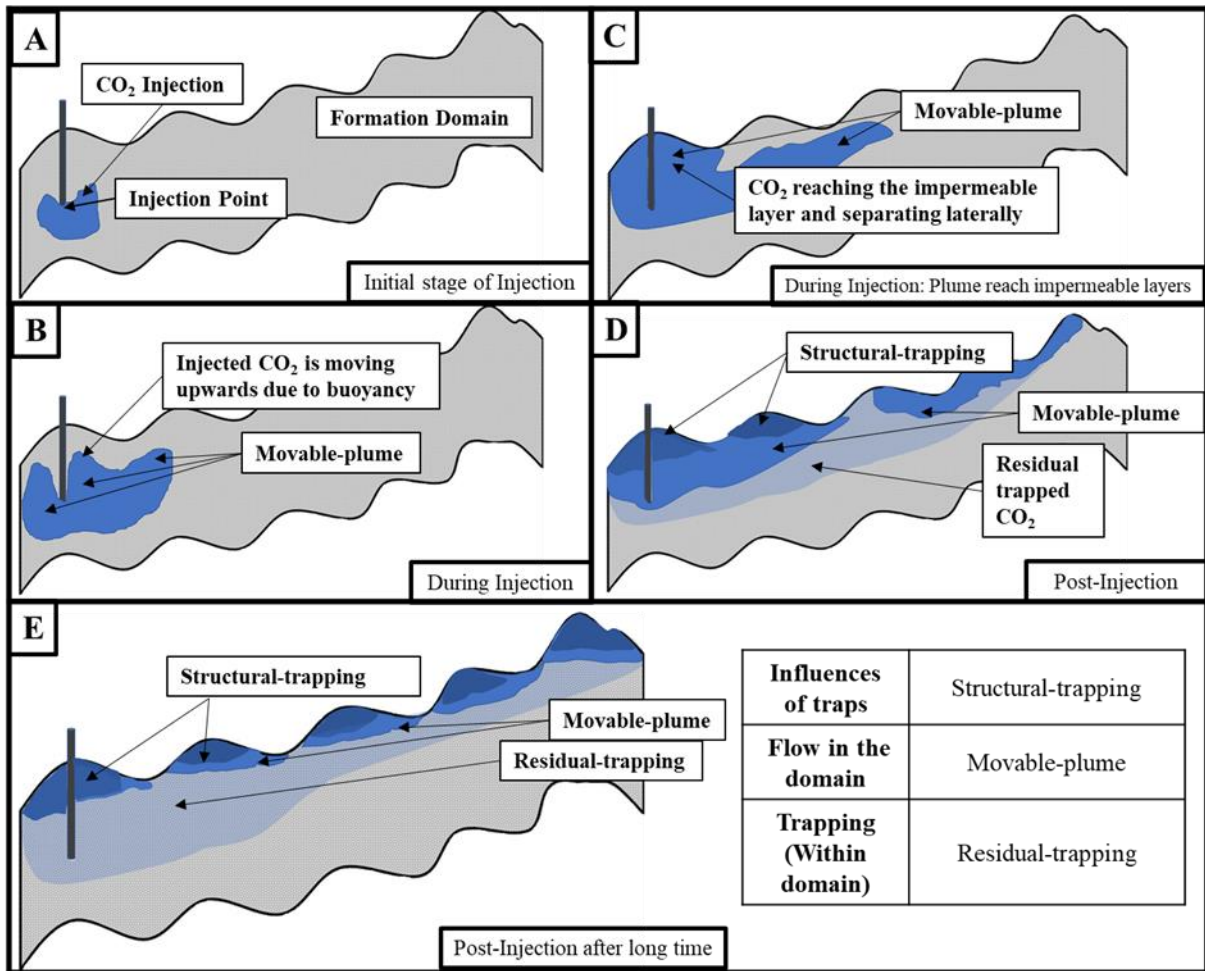 A
CO₂ Injection
Formation Domain
Injection Point
Initial stage of Injection
C
Movable-plume
CO₂ reaching the impermeable
layer and separating laterally
During Injection: Plume reach impermeable layers
B
Injected CO₂ is moving
upwards due to buoyancy
Movable-plume
During Injection
D
Structural-trapping
Movable-plume
Residual
trapped
CO₂
Post-Injection
E
Structural-trapping
Movable-plume
Residual-trapping
Post-Injection after long time
Influences
of traps
Structural-trapping
Flow in the
domain
Movable-plume
Trapping
(Within
domain)
Residual-trapping